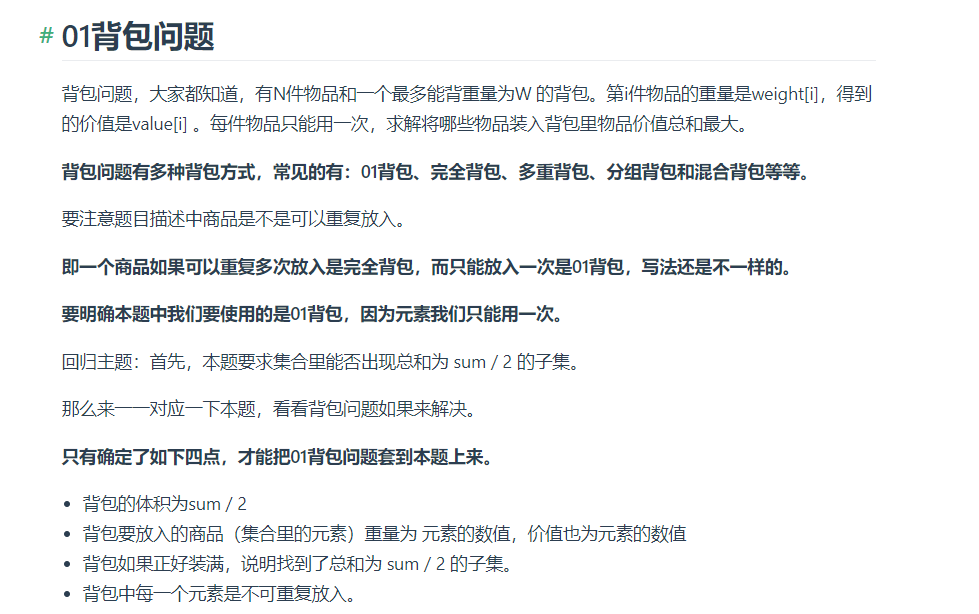 # 01背包问题
背包问题，大家都知道，有N件物品和一个最多能背重量为W 的背包。第i件物品的重量是weight[i]，得到
的价值是value[i] 。每件物品只能用一次，求解将哪些物品装入背包里物品价值总和最大。
背包问题有多种背包方式，常见的有：01背包、完全背包、多重背包、分组背包和混合背包等等。
要注意题目描述中商品是不是可以重复放入。
即一个商品如果可以重复多次放入是完全背包，而只能放入一次是01背包，写法还是不一样的。
要明确本题中我们要使用的是01背包，因为元素我们只能用一次。
回归主题：首先，本题要求集合里能否出现总和为 sum / 2 的子集。
那么来一一对应一下本题，看看背包问题如果来解决。
只有确定了如下四点，才能把01背包问题套到本题上来。
• 背包的体积为sum / 2
• 背包要放入的商品（集合里的元素）重量为 元素的数值，价值也为元素的数值
• 背包如果正好装满，说明找到了总和为 sum / 2 的子集。
• 背包中每一个元素是不可重复放入。